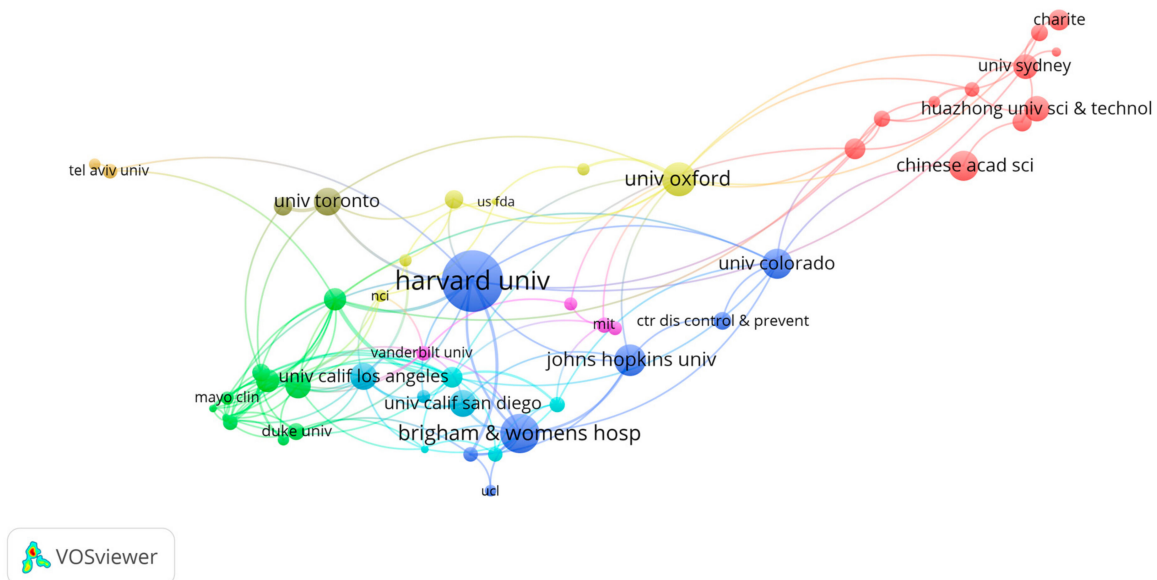 charite
univ sydney
huazhong univ sci & technol
chinese acad sci
tel aviv univ
univ oxford
univ toronto
us fda
univ colorado
harvard univ
nci
ctr dis control & prevent
mit
vanderbilt univ
johns hopkins univ
univ calif los angeles
mayo clin
univ calif san diego
duke univ
brigham & womens hosp
ucl
VOSviewer